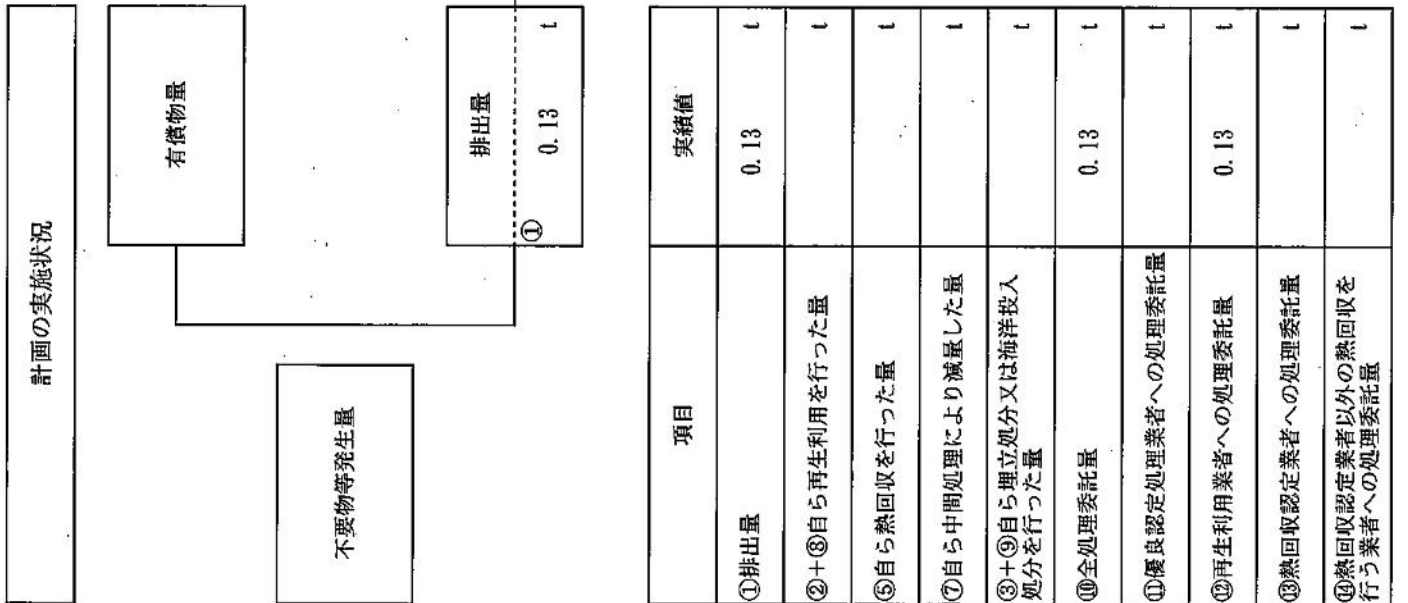 計画の実施状況
不要物等発生量
有償物量
排出量
①
0.13 t
項目
実績値
①排出量
0.13 t
②+⑧自ら再生利用を行った量
t
⑤自ら熱回収を行った量
t
⑦自ら中間処理により減量した量
t
③+⑨自ら埋立処分又は海洋投入
処分を行った量
t
⑩全処理委託量
0.13 t
⑪優良認定処理業者への処理委託量
t
⑫再生利用業者への処理委託量
0.13 t
⑬熱回収認定業者への処理委託量
t
⑭熱回収認定業者以外の熱回収を
行う業者への処理委託量
t